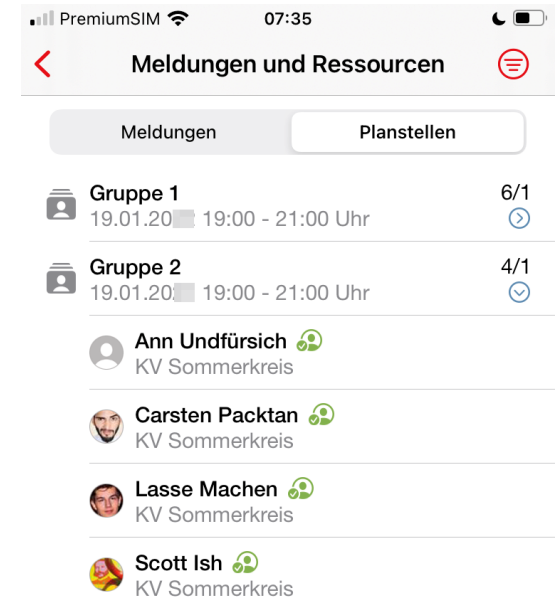 PremiumSIM 07:35
Meldungen und Ressourcen
Meldungen Planstellen
Gruppe 1 6/1
19.01.20 19:00 - 21:00 Uhr
Gruppe 2 4/1
19.01.20 19:00 - 21:00 Uhr
Ann Undfürsich
KV Sommerkreis
Carsten Packtan
KV Sommerkreis
Lasse Machen
KV Sommerkreis
Scott Ish
KV Sommerkreis